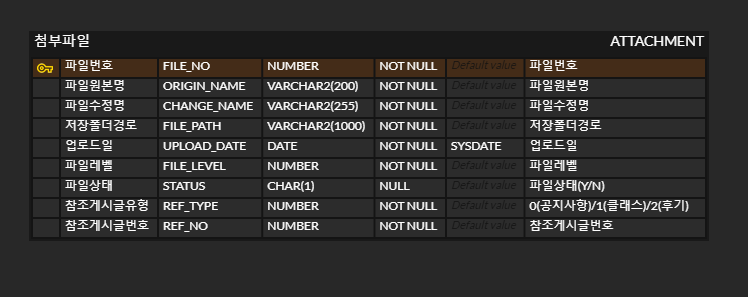 첨부파일 ATTACHMENT
파일번호 FILE_NO NUMBER NOT NULL Default value 파일번호
파일원본명 ORIGIN_NAME VARCHAR2(200) NOT NULL Default value 파일원본명
파일수정명 CHANGE_NAME VARCHAR2(255) NOT NULL Default value 파일수정명
저장폴더경로 FILE_PATH VARCHAR2(1000) NOT NULL Default value 저장폴더경로
업로드일 UPLOAD_DATE DATE NOT NULL SYSDATE 업로드일
파일레벨 FILE_LEVEL NUMBER NOT NULL Default value 파일레벨
파일상태 STATUS CHAR(1) NULL Default value 파일상태(Y/N)
참조게시글유형 REF_TYPE NUMBER NOT NULL Default value 0(공지사항)/1(클래스)/2(후기)
참조게시글번호 REF_NO NUMBER NOT NULL Default value 참조게시글번호